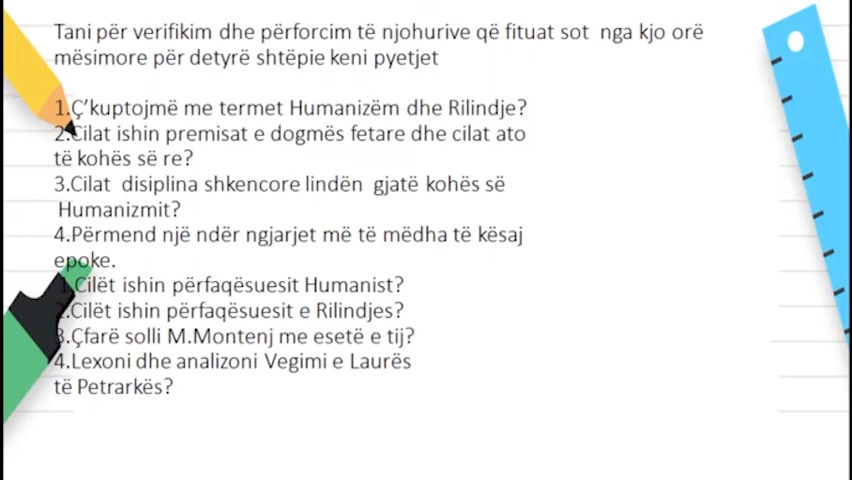 Tani për verifikim dhe përforcim të njohurive që fituat sot nga kjo orë
mësimore për detyrë shtëpie keni pyetjet
1.Ç’kuptojmë me termet Humanizëm dhe Rilindje?
2.Cilat ishin premisat e dogmës fetare dhe cilat ato
të kohës së re?
3.Cilat disiplina shkencore lindën gjatë kohës së
Humanizmit?
4.Përmend një ndër ngjarjet më të mëdha të kësaj
epoke.
1.Cilët ishin përfaqësuesit Humanist?
2.Cilët ishin përfaqësuesit e Rilindjes?
3.Çfarë solli M.Montenj me esetë e tij?
4.Lexoni dhe analizoni Vegimi e Laurës
të Petrarkës?